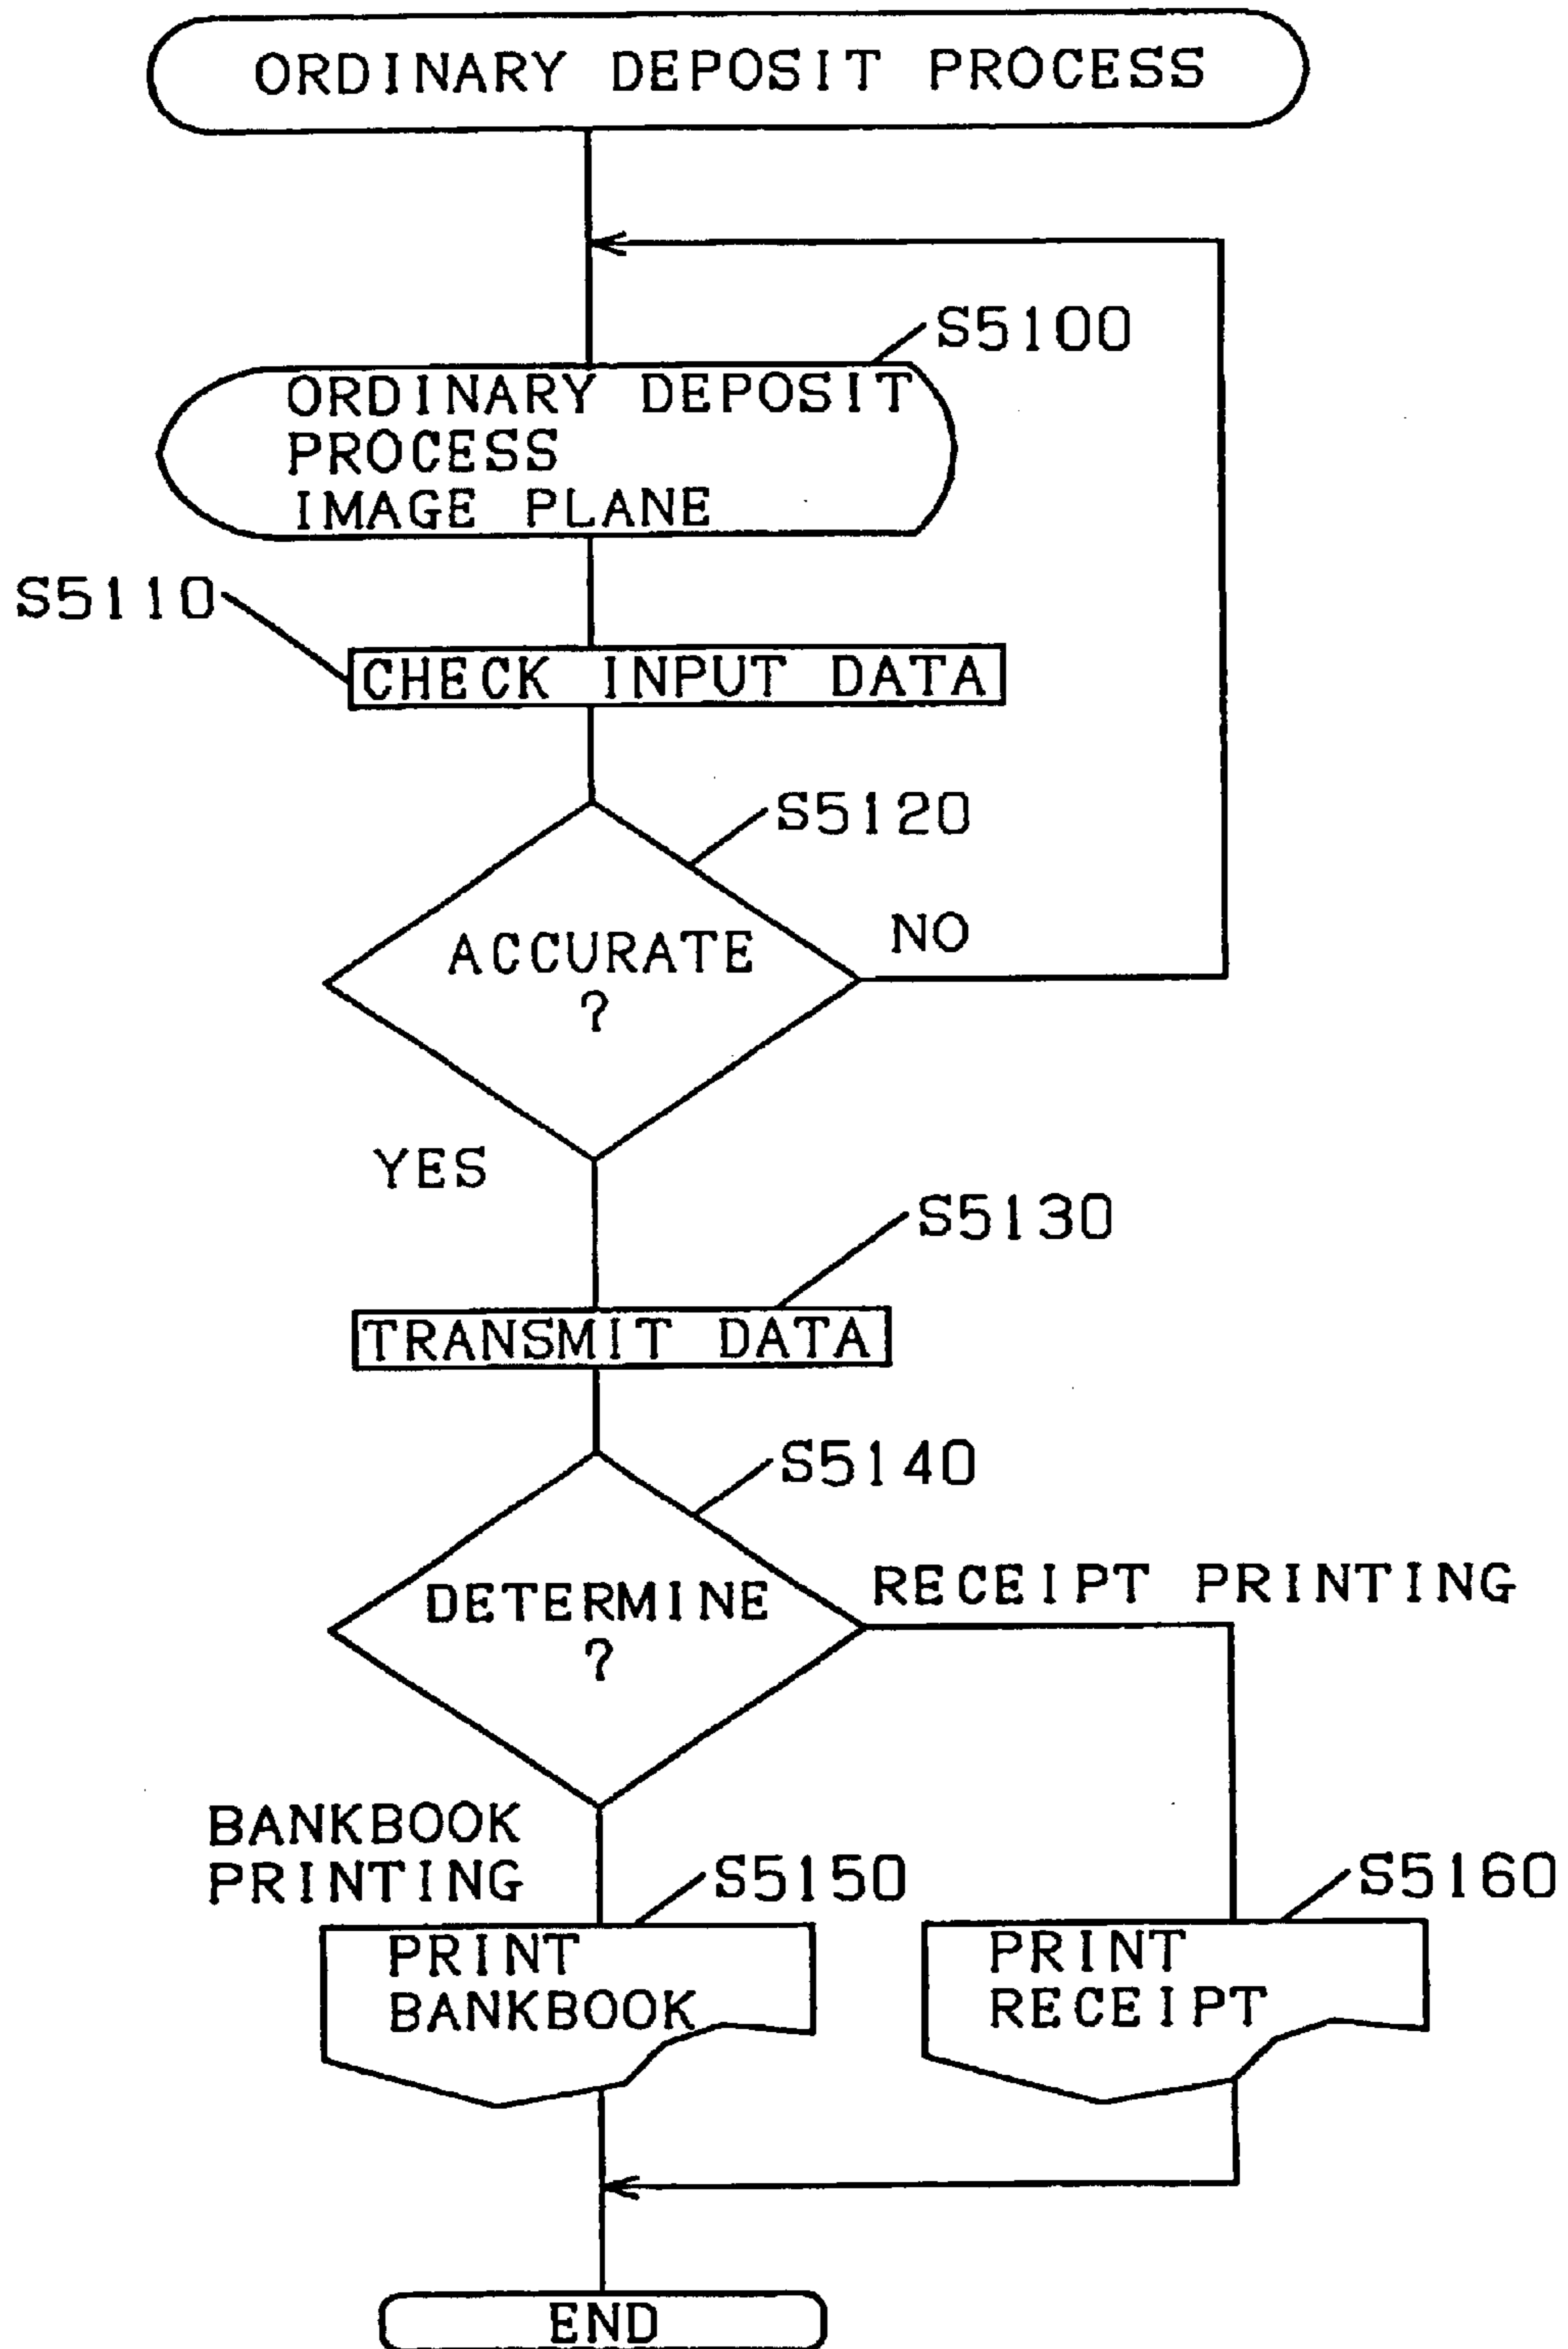 ORDINARY DEPOSIT PROCESS
S5100
ORDINARY DEPOSIT
PROCESS
IMAGE PLANE
S5110
CHECK INPUT DATA
S5120
ACCURATE
?
NO
YES
S5130
TRANSMIT DATA
S5140
DETERMINE
?
RECEIPT PRINTING
BANKBOOK
PRINTING
S5150
PRINT
BANKBOOK
S5160
PRINT
RECEIPT
END